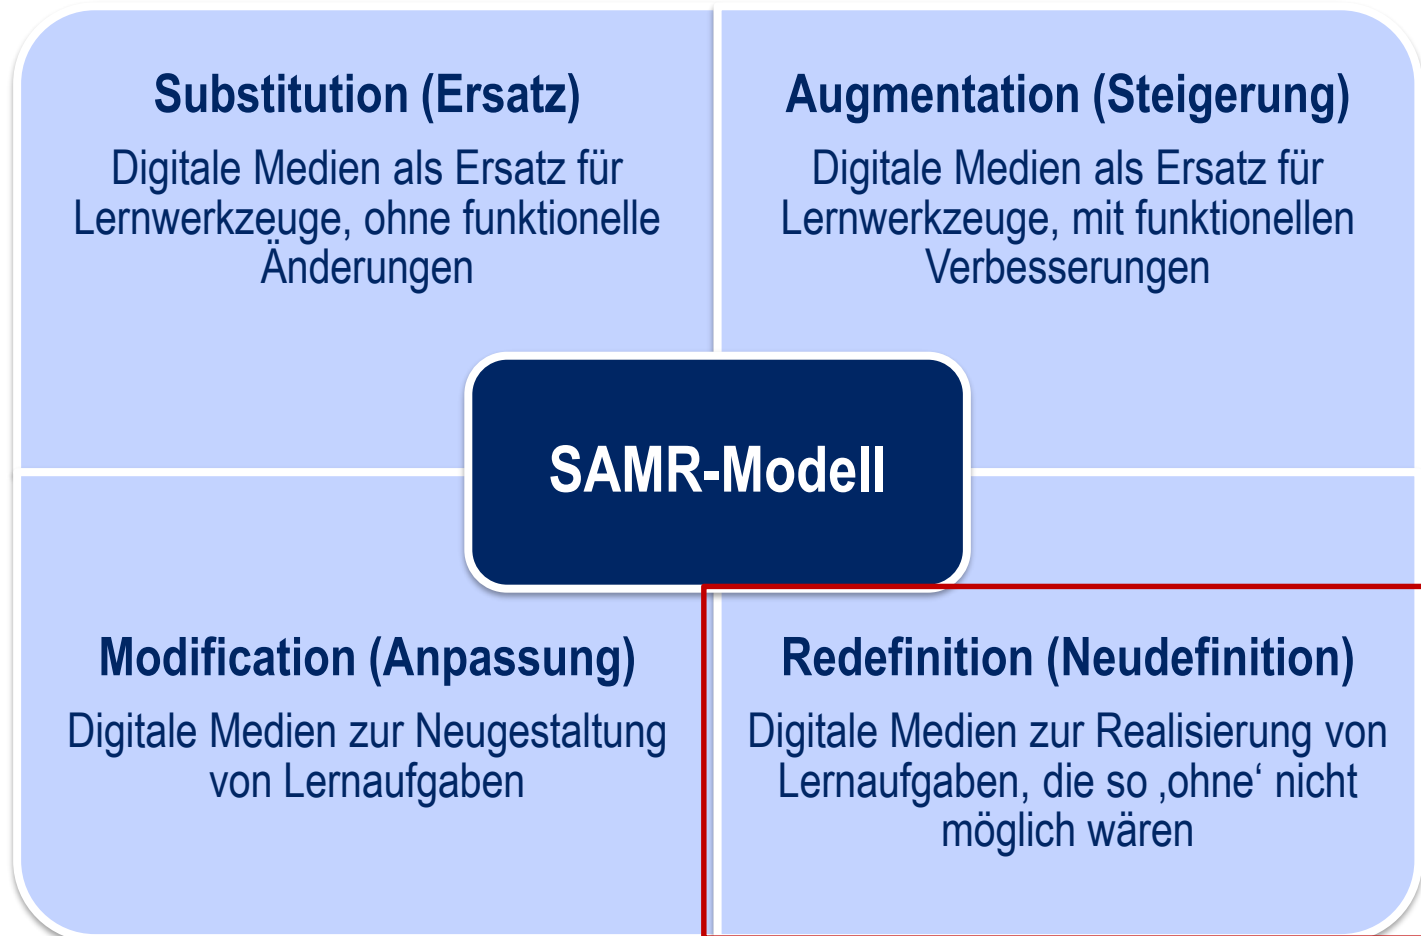 Substitution (Ersatz)
Digitale Medien als Ersatz für
Lernwerkzeuge, ohne funktionelle
Änderungen
Augmentation (Steigerung)
Digitale Medien als Ersatz für
Lernwerkzeuge, mit funktionellen
Verbesserungen
SAMR-Modell
Modification (Anpassung)
Digitale Medien zur Neugestaltung
von Lernaufgaben
Redefinition (Neudefinition)
Digitale Medien zur Realisierung von
Lernaufgaben, die so ‚ohne‘ nicht
möglich wären